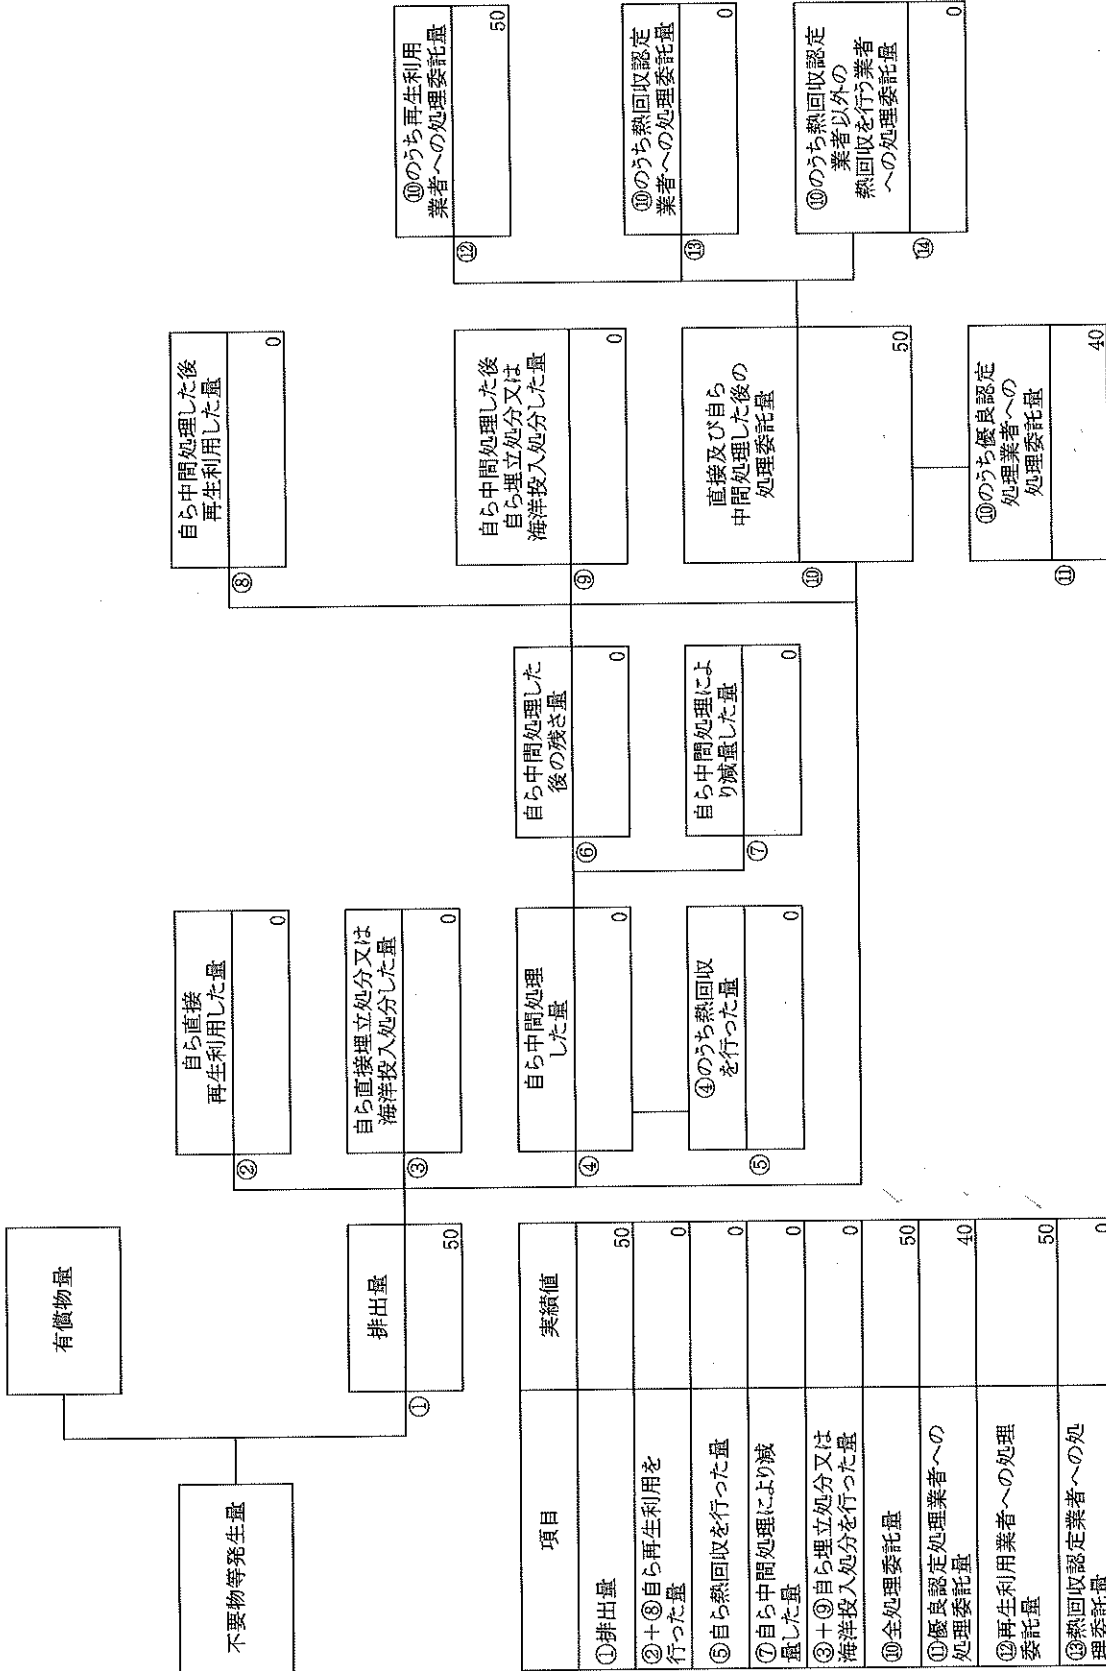 不要物等発生量
有償物量
①
排出量
50
②
自ら直接
再生利用した量
0
③
自ら直接埋立処分又は
海洋投入処分した量
0
④
自ら中間処理
した量
0
⑤
④のうち熱回収
を行った量
0
⑥
自ら中間処理した
後の残さ量
0
⑦
自ら中間処理によ
り減量した量
0
⑧
自ら中間処理した後
再生利用した量
0
⑨
自ら中間処理した後
自ら埋立処分又は
海洋投入処分した量
0
⑩
直接及び自ら
中間処理した後の
処理委託量
50
⑪
⑩のうち優良認定
処理業者への
処理委託量
40
⑫
⑩のうち再生利用
業者への処理委託量
50
⑬
⑩のうち熱回収認定
業者への処理委託量
0
⑭
⑩のうち熱回収認定
業者以外の
熱回収を行う業者
への処理委託量
0
項目
実績値
①排出量
50
②+⑧自ら再生利用を
行った量
0
⑤自ら熱回収を行った量
0
⑦自ら中間処理により減
量した量
0
③+⑨自ら埋立処分又は
海洋投入処分を行った量
0
⑩全処理委託量
50
⑪優良認定処理業者への
処理委託量
40
⑫再生利用業者への処理
委託量
50
⑬熱回収認定業者への処
理委託量
0